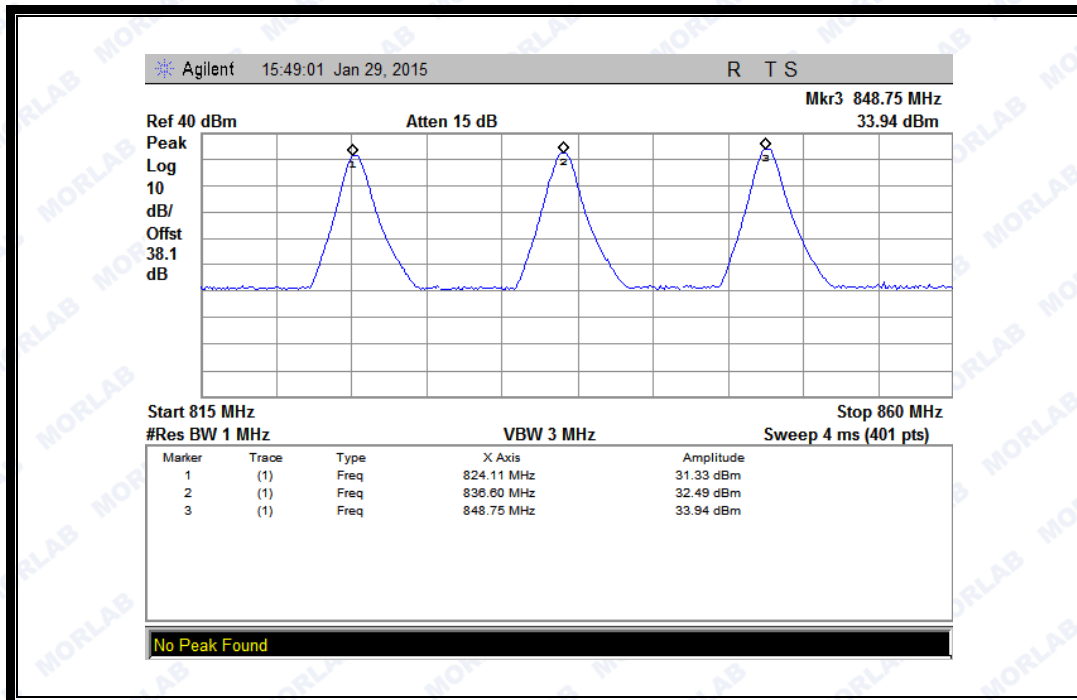 Agilent 15:49:01 Jan 29, 2015 R T S
Mkr3 848.75 MHz
Ref 40 dBm Atten 15 dB 33.94 dBm
Peak
Log
10
dB/
Offst
38.1
dB
1 2 3
Start 815 MHz Stop 860 MHz
#Res BW 1 MHz VBW 3 MHz Sweep 4 ms (401 pts)
Marker Trace Type X Axis Amplitude
1 (1) Freq 824.11 MHz 31.33 dBm
2 (1) Freq 836.60 MHz 32.49 dBm
3 (1) Freq 848.75 MHz 33.94 dBm
No Peak Found
MORLAB